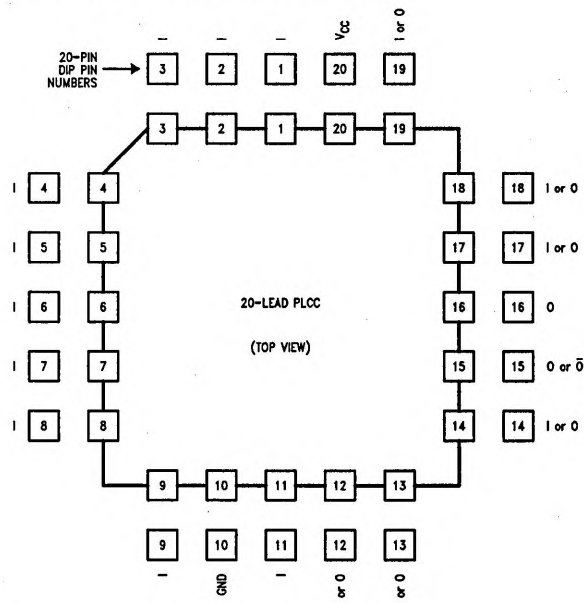 I I I VCC I or O
20-PIN
DIP PIN
NUMBERS
3 2 1 20 19
3 2 1 20 19
I 4 4 18 18 I or O
I 5 5 17 17 I or O
I 6 6 16 16 O
20-LEAD PLCC
(TOP VIEW)
I 7 7 15 15 O or O̅
I 8 8 14 14 I or O
9 10 11 12 13
9 10 11 12 13
I GND I or O or O